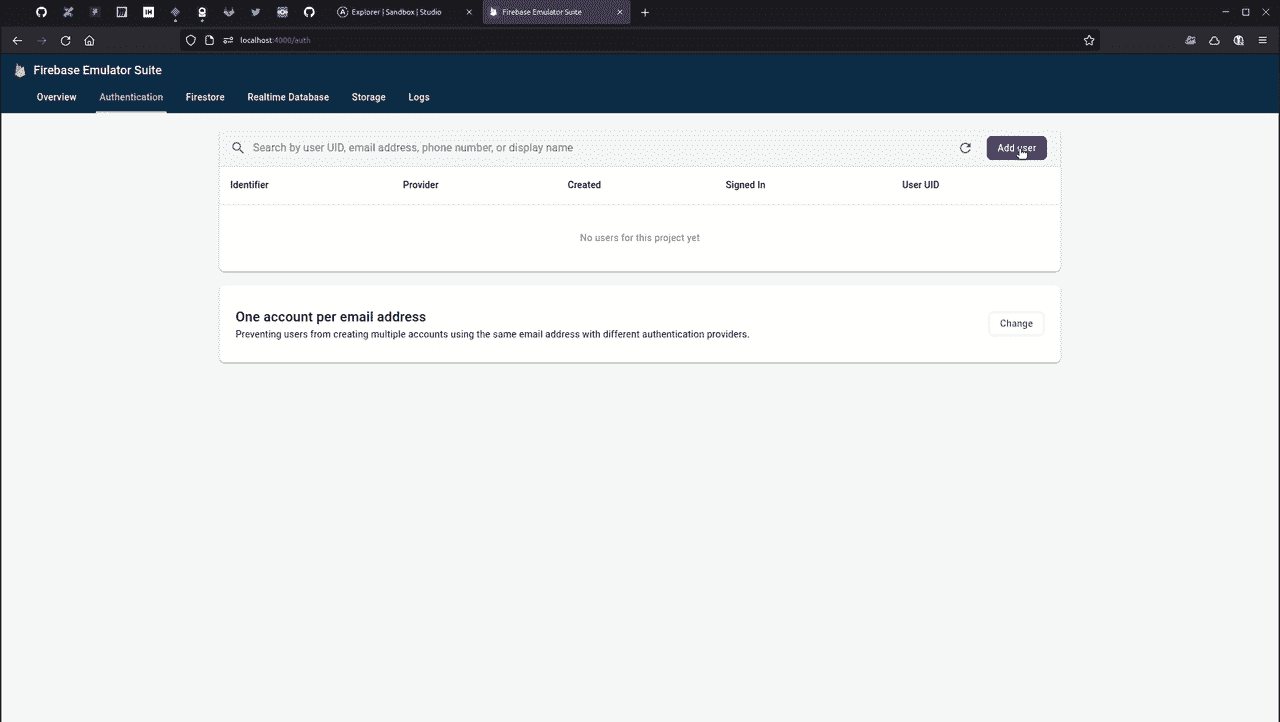 Explorer | Sandbox | Studio
Firebase Emulator Suite
localhost:4000/auth
Firebase Emulator Suite
Overview Authentication Firestore Realtime Database Storage Logs
Search by user UID, email address, phone number, or display name
Add user
Identifier Provider Created Signed In User UID
No users for this project yet
One account per email address
Preventing users from creating multiple accounts using the same email address with different authentication providers.
Change